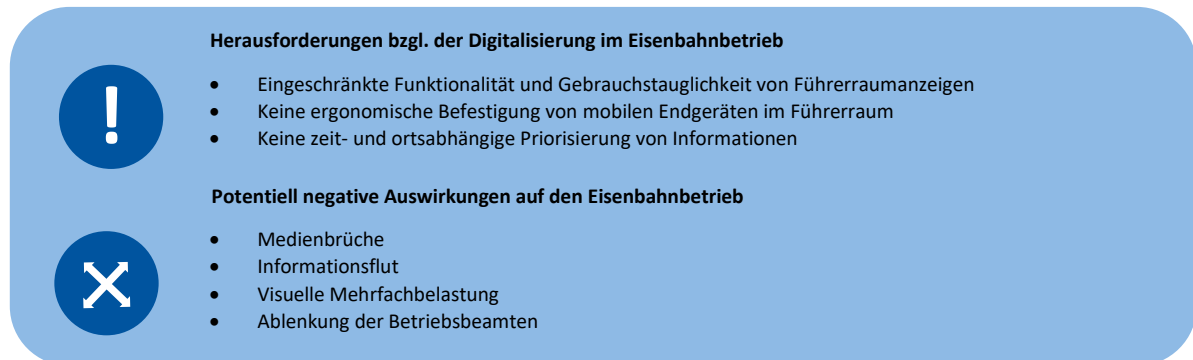 Herausforderungen bzgl. der Digitalisierung im Eisenbahnbetrieb
• Eingeschränkte Funktionalität und Gebrauchstauglichkeit von Führerraumanzeigen
• Keine ergonomische Befestigung von mobilen Endgeräten im Führerraum
• Keine zeit- und ortsabhängige Priorisierung von Informationen
Potentiell negative Auswirkungen auf den Eisenbahnbetrieb
• Medienbrüche
• Informationsflut
• Visuelle Mehrfachbelastung
• Ablenkung der Betriebsbeamten